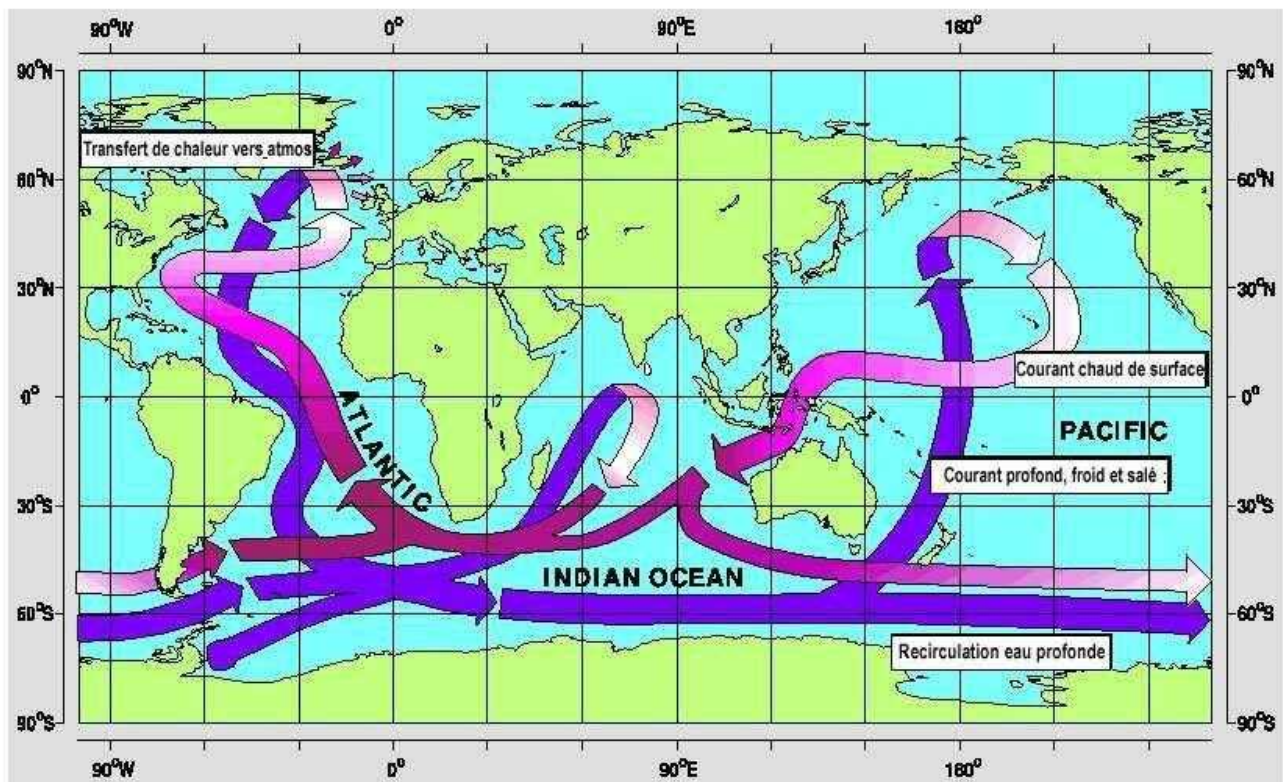 90°W 0° 90°E 180°
90°N 90°N
Transfert de chaleur vers_atmos
60°N 60°N
30°N 30°N
Courant chaud de surface
0° 0°
ATLANTIC
PACIFIC
Courant profond, froid et salé :
30°S 30°S
INDIAN OCEAN
60°S 60°S
Recirculation eau profonde
90°S 90°S
90°W 0° 90°E 180°